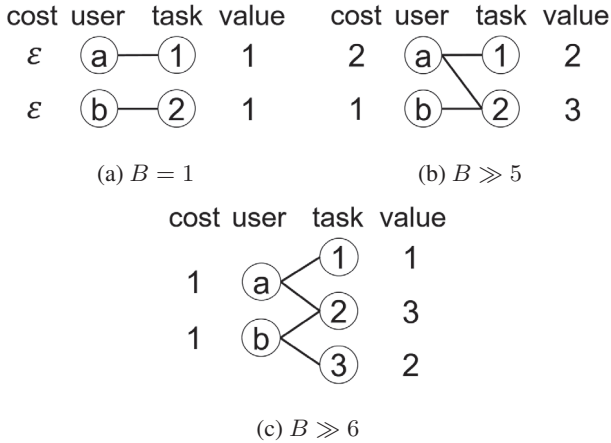 cost user task value cost user task value
ε a 1 1 2 a 1 2
ε b 2 1 1 b 2 3
(a) B = 1 (b) B ≫ 5
cost user task value
1 1
1 a 2 3
1 b 3 2
(c) B ≫ 6